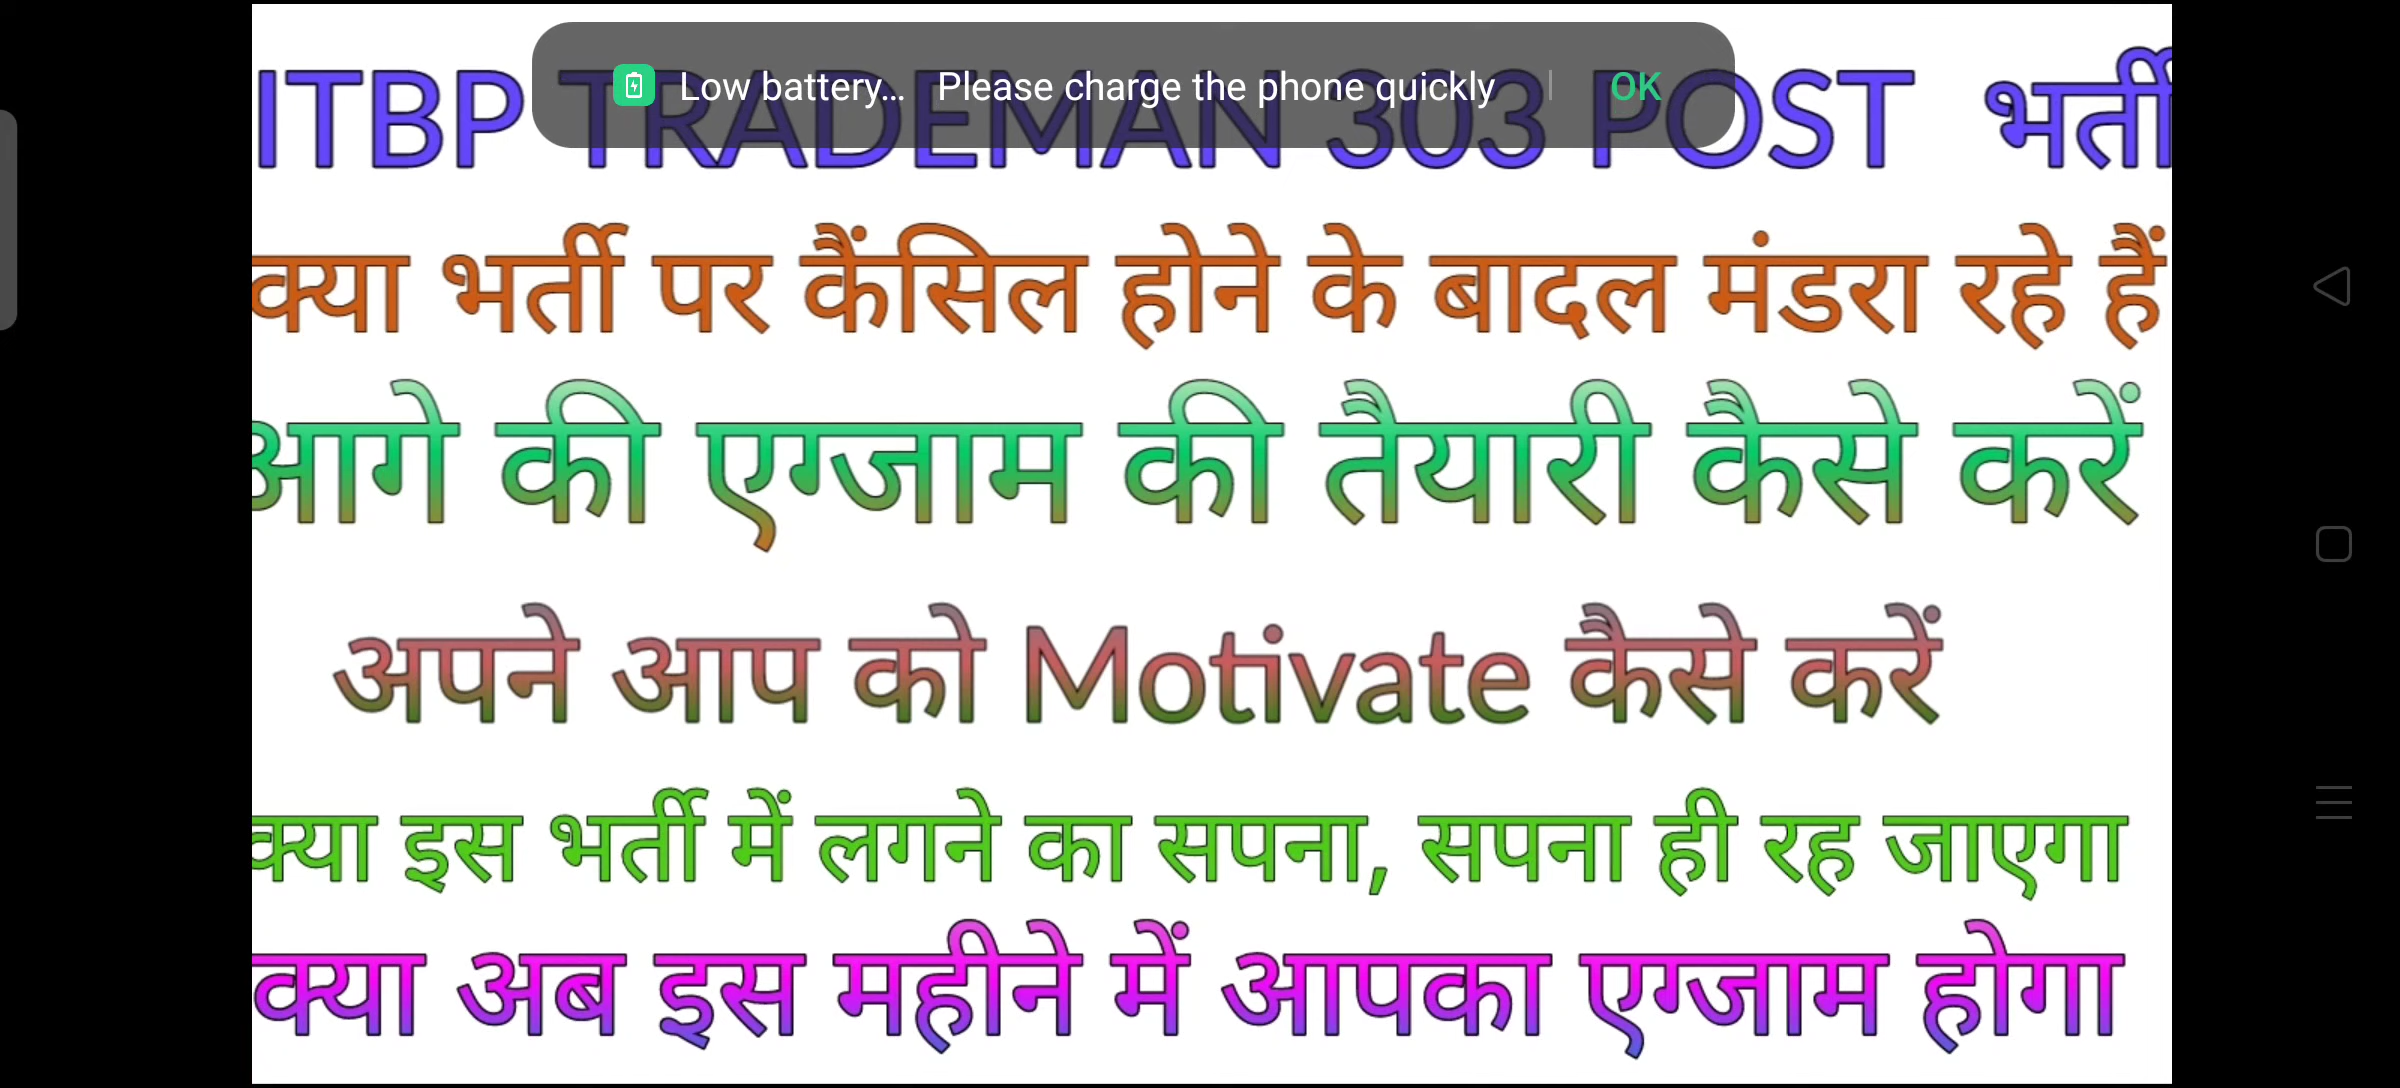 Low battery... Please charge the phone quickly OK
ITBP TRADEMAN 303 POST भर्ती
क्या भर्ती पर कैंसिल होने के बादल मंडरा रहे हैं
आगे की एग्जाम की तैयारी कैसे करें
अपने आप को Motivate कैसे करें
क्या इस भर्ती में लगने का सपना, सपना ही रह जाएगा
क्या अब इस महीने में आपका एग्जाम होगा